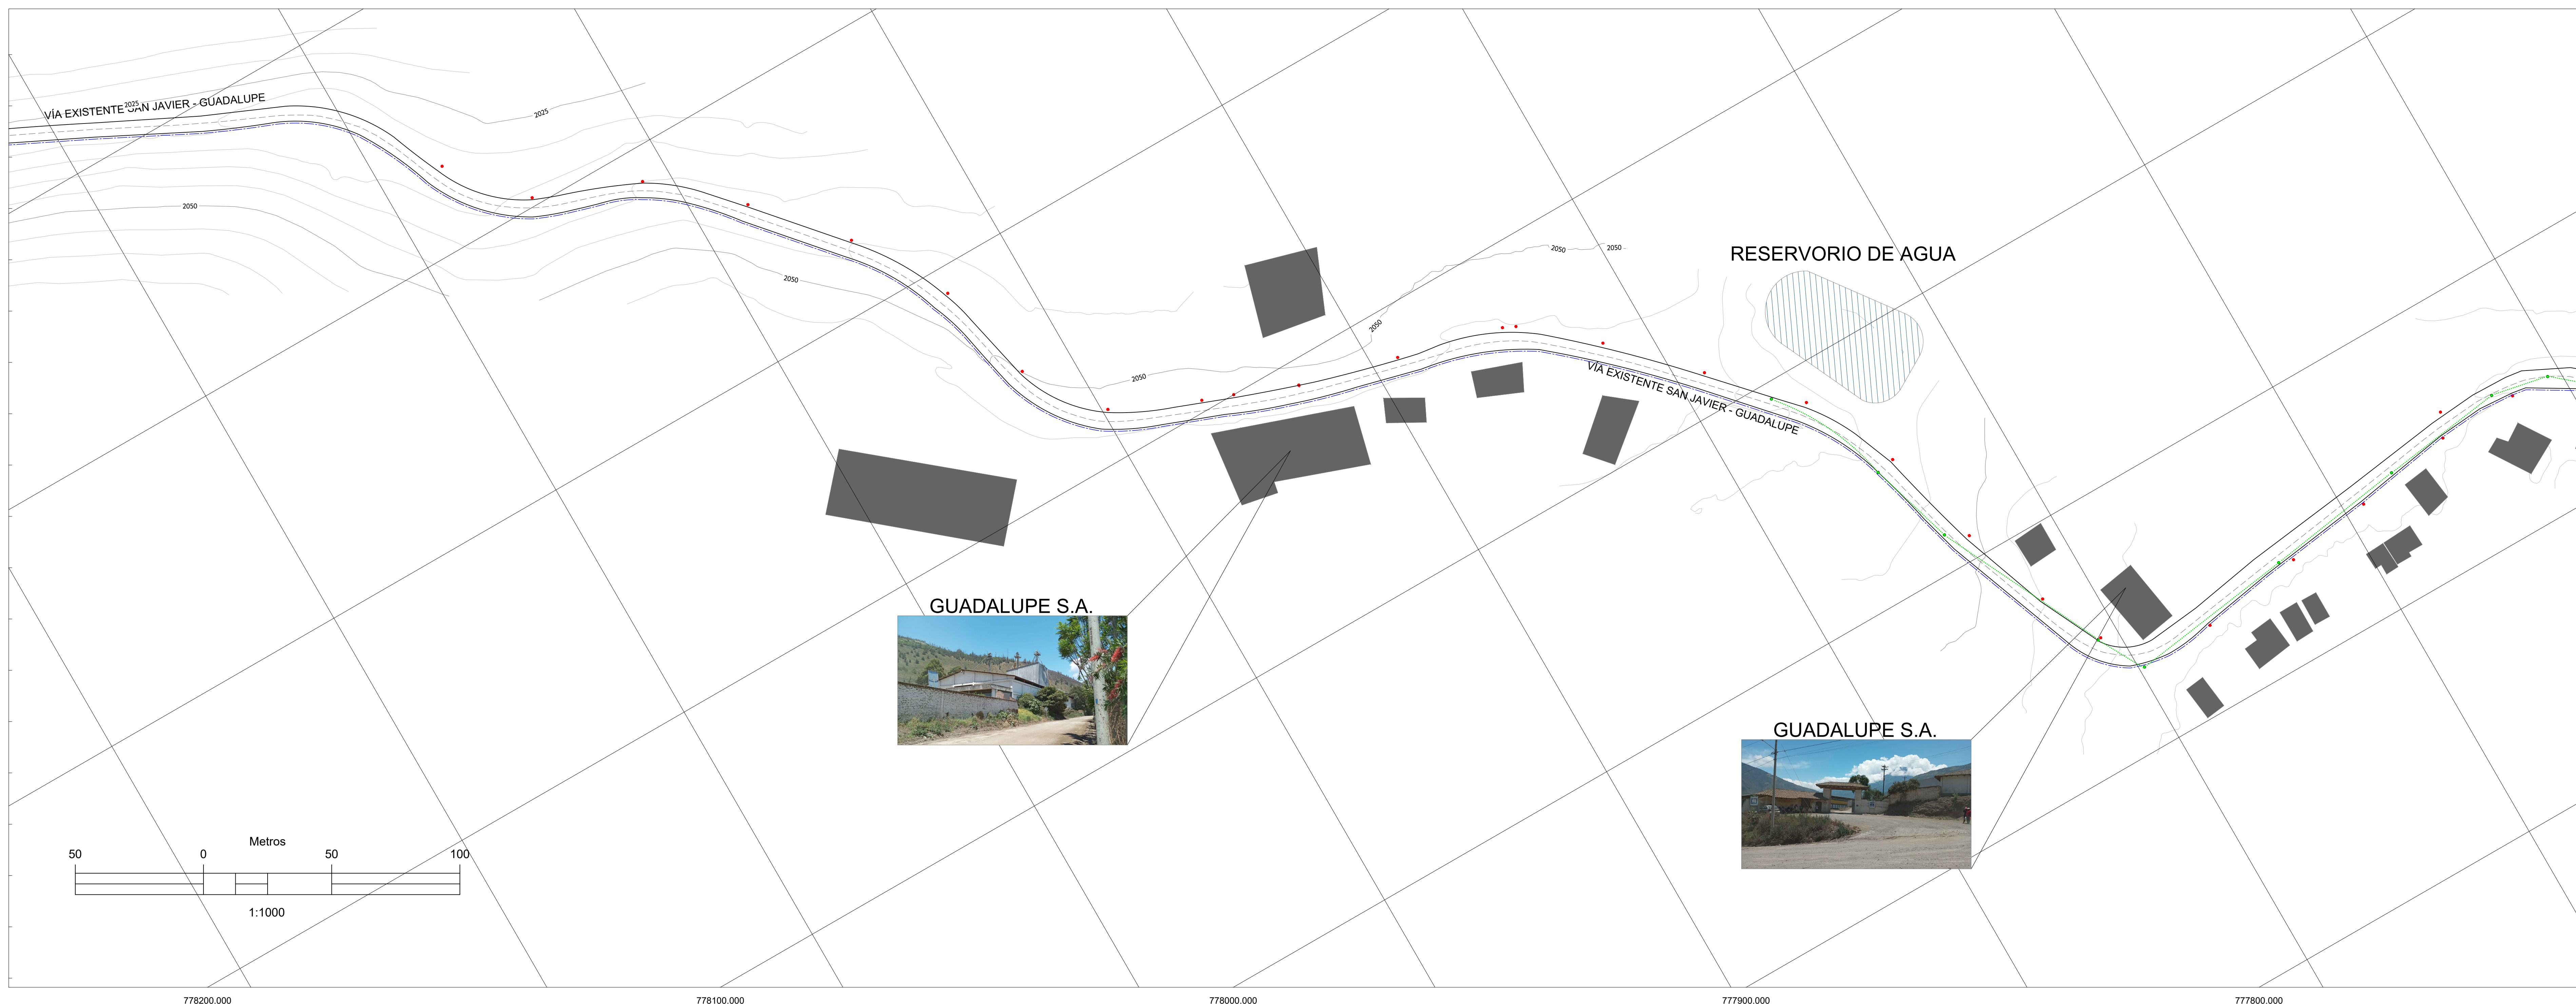 VÍA EXISTENTE SAN JAVIER - GUADALUPE
2025
2025
2050
2050
2050
2050
2050
2050
RESERVORIO DE AGUA
VÍA EXISTENTE SAN JAVIER - GUADALUPE
GUADALUPE S.A.
GUADALUPE S.A.
Metros
50 0 50 100
1:1000
778200.000 778100.000 778000.000 777900.000 777800.000